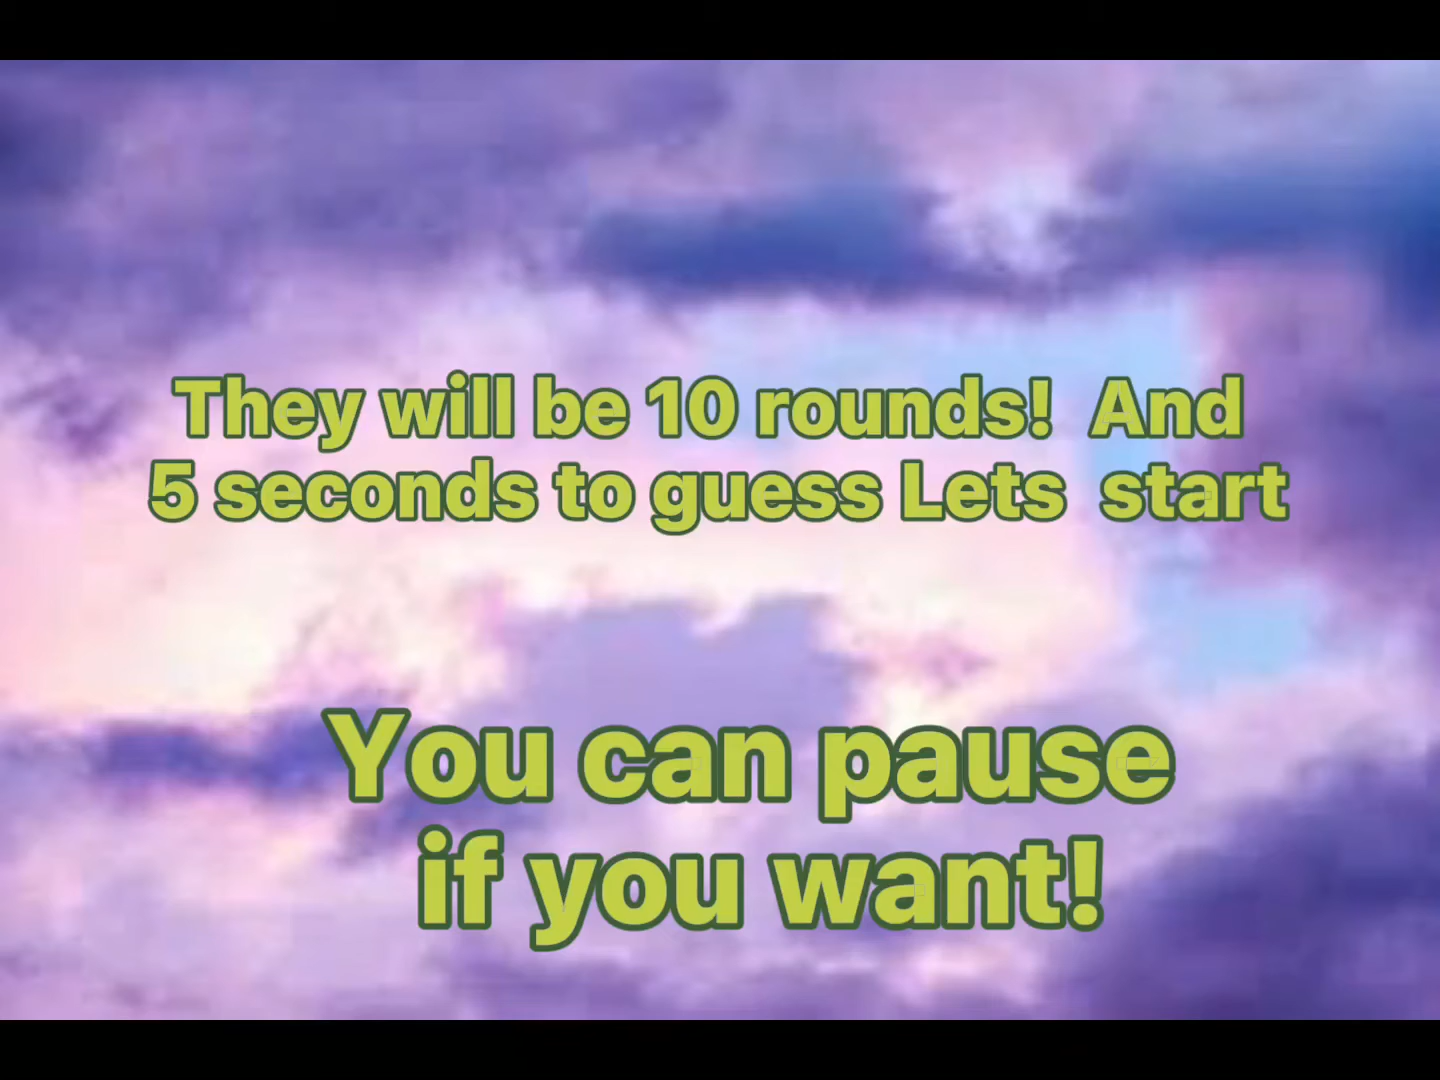 They will be 10 rounds!  And
5 seconds to guess Lets  start
You can pause
if you want!